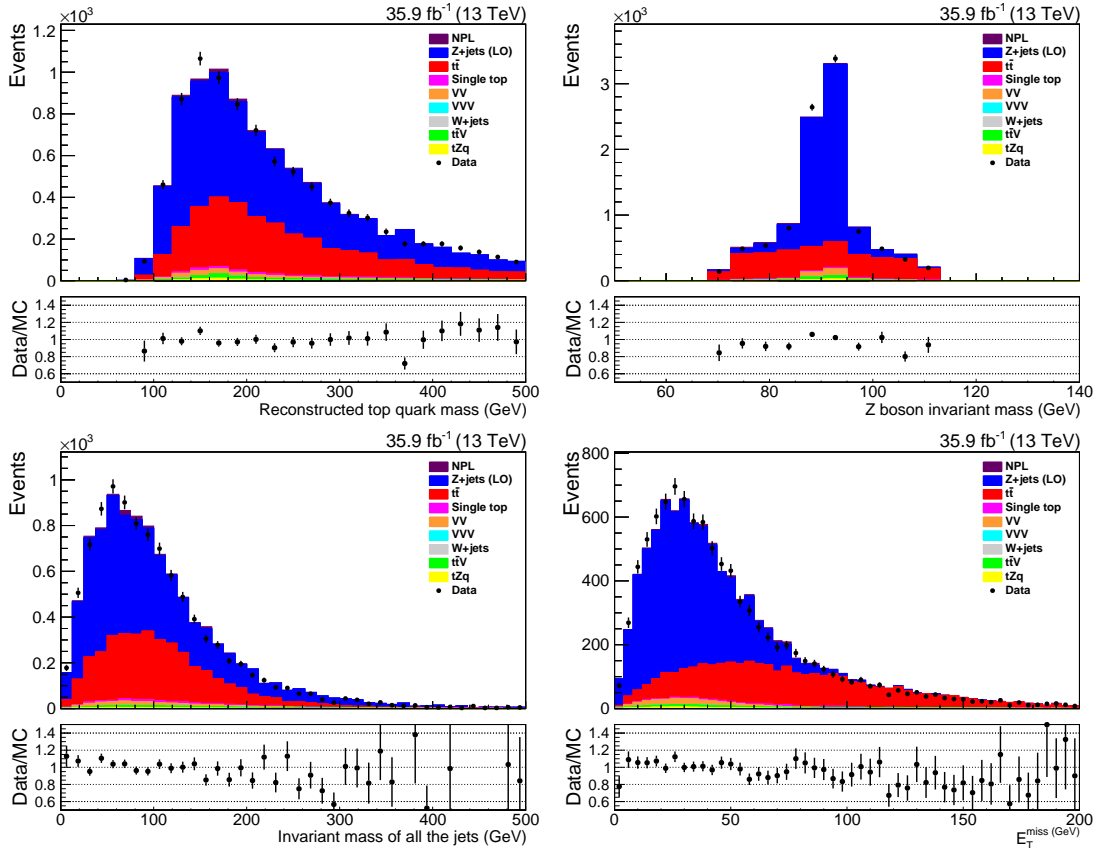 ×10³ 35.9 fb⁻¹ (13 TeV)
Events
1.2
1
0.8
0.6
0.4
0.2
0
NPL
Z+jets (LO)
tt̄
Single top
VV
VVV
W+jets
tt̄V
tZq
Data
Data/MC
1.4
1.2
1
0.8
0.6
0 100 200 300 400 500
Reconstructed top quark mass (GeV)
×10³ 35.9 fb⁻¹ (13 TeV)
Events
3
2
1
0
NPL
Z+jets (LO)
tt̄
Single top
VV
VVV
W+jets
tt̄V
tZq
Data
Data/MC
1.4
1.2
1
0.8
0.6
60 80 100 120 140
Z boson invariant mass (GeV)
×10³ 35.9 fb⁻¹ (13 TeV)
Events
1
0.8
0.6
0.4
0.2
0
NPL
Z+jets (LO)
tt̄
Single top
VV
VVV
W+jets
tt̄V
tZq
Data
Data/MC
1.4
1.2
1
0.8
0.6
0 100 200 300 400 500
Invariant mass of all the jets (GeV)
35.9 fb⁻¹ (13 TeV)
Events
800
600
400
200
0
NPL
Z+jets (LO)
tt̄
Single top
VV
VVV
W+jets
tt̄V
tZq
Data
Data/MC
1.4
1.2
1
0.8
0.6
0 50 100 150 200
E_T^miss (GeV)